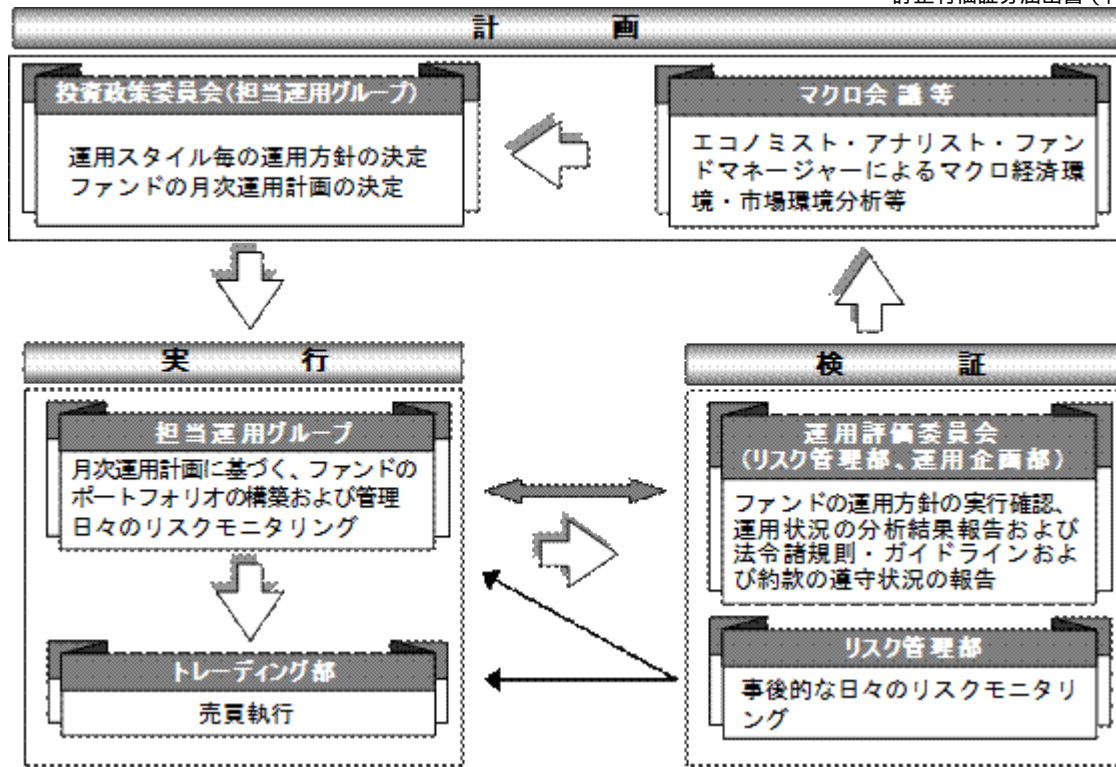 計 画
投資政策委員会(担当運用グループ)
運用スタイル毎の運用方針の決定
ファンドの月次運用計画の決定
マクロ会議等
エコノミスト・アナリスト・ファン
ドマネージャーによるマクロ経済環
境・市場環境分析等
実 行
担当運用グループ
月次運用計画に基づく、ファンドの
ポートフォリオの構築および管理
日々のリスクモニタリング
トレーディング部
売買執行
検 証
運用評価委員会
(リスク管理部、運用企画部)
ファンドの運用方針の実行確認、
運用状況の分析結果報告および
法令諸規則・ガイドラインおよ
び約款の遵守状況の報告
リスク管理部
事後的な日々のリスクモニタリ
ング